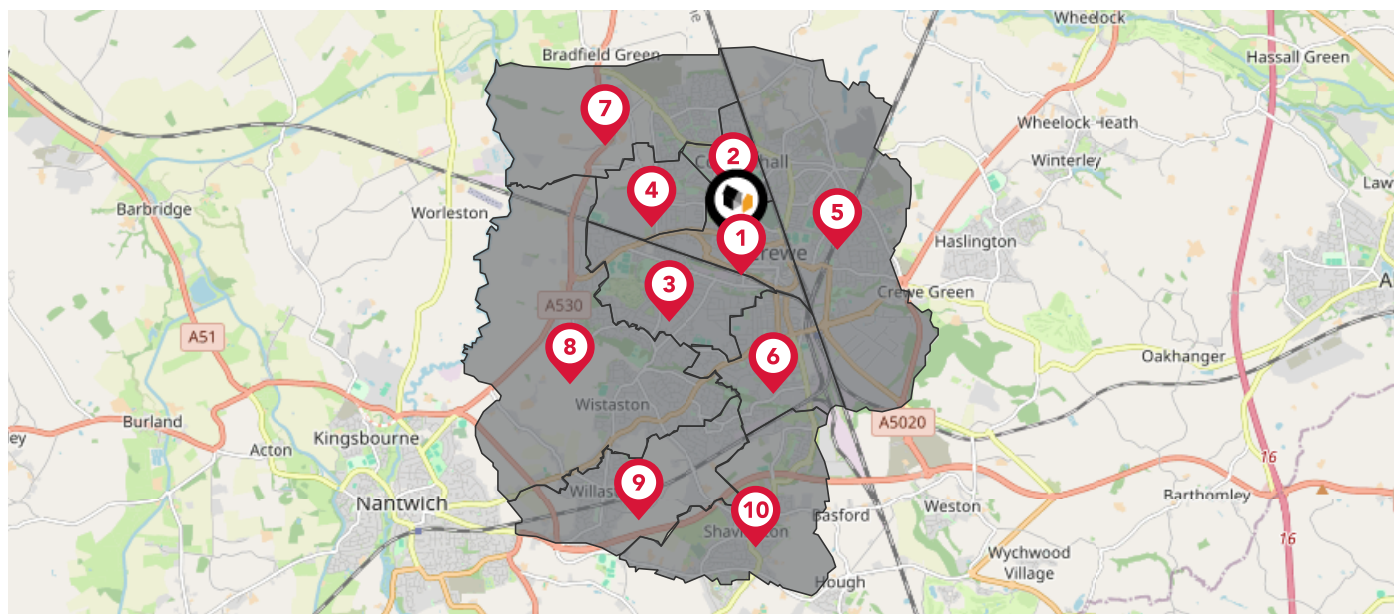 Wheelock
Bradfield Green
Hassall Green
7
Wheelock Heath
2
Winterley
4
Barbridge
Worleston
5
1
Haslington
3
Crewe Green
A530
A51
8
6
Oakhanger
Wistaston
Burland
A5020
Kingsbourne
Acton
16
9
Nantwich
10
Barthomley
Weston
Basford
16
Wychwood
Village
Hough